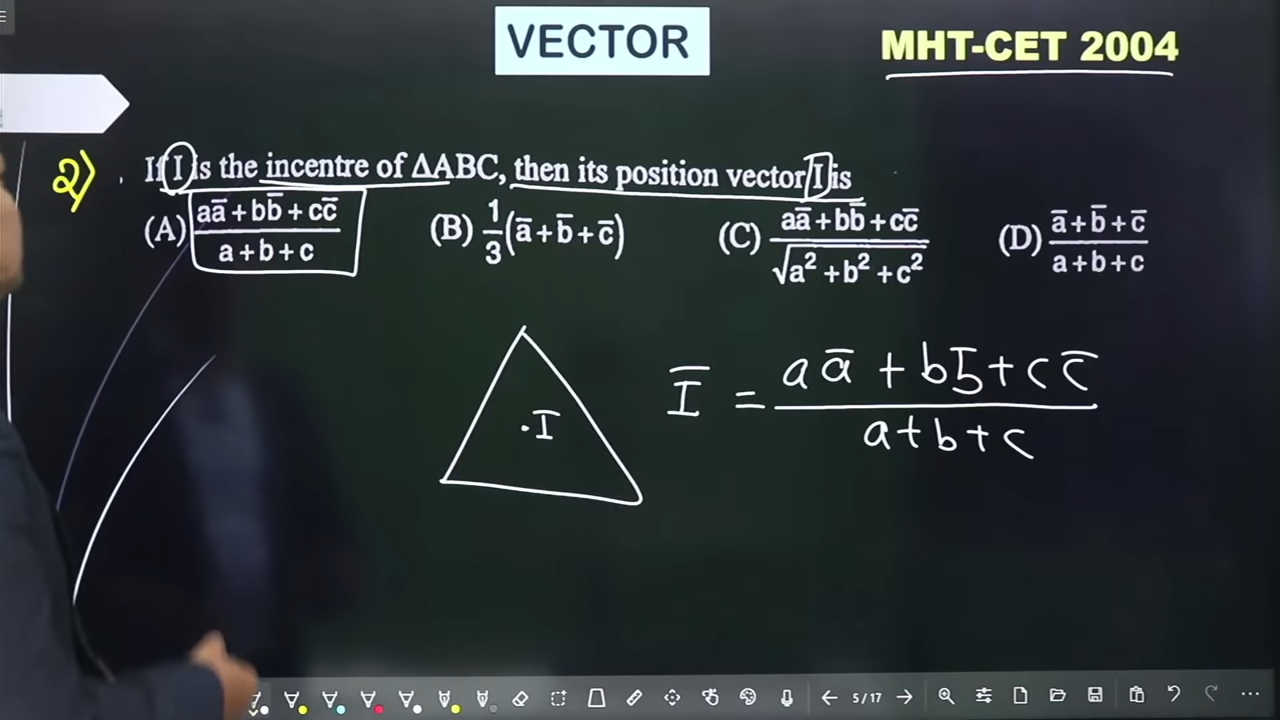 VECTOR
MHT-CET 2004
२) If I is the incentre of ΔABC, then its position vector I is
(A) (aā + bb̄ + cc̄)/(a + b + c) (B) 1/3 (ā + b̄ + c̄) (C) (aā + bb̄ + cc̄)/√(a² + b² + c²) (D) (ā + b̄ + c̄)/(a + b + c)
Ī = (aā + bb̄ + cc̄)/(a + b + c)
.I
5/17